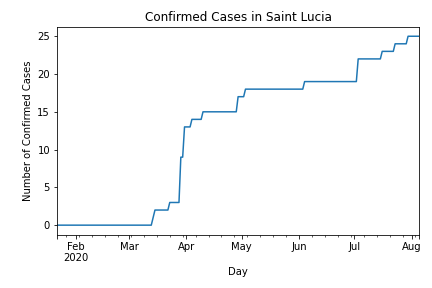 Confirmed Cases in Saint Lucia
Number of Confirmed Cases
25
20
15
10
5
0
Feb Mar Apr May Jun Jul Aug
2020
Day